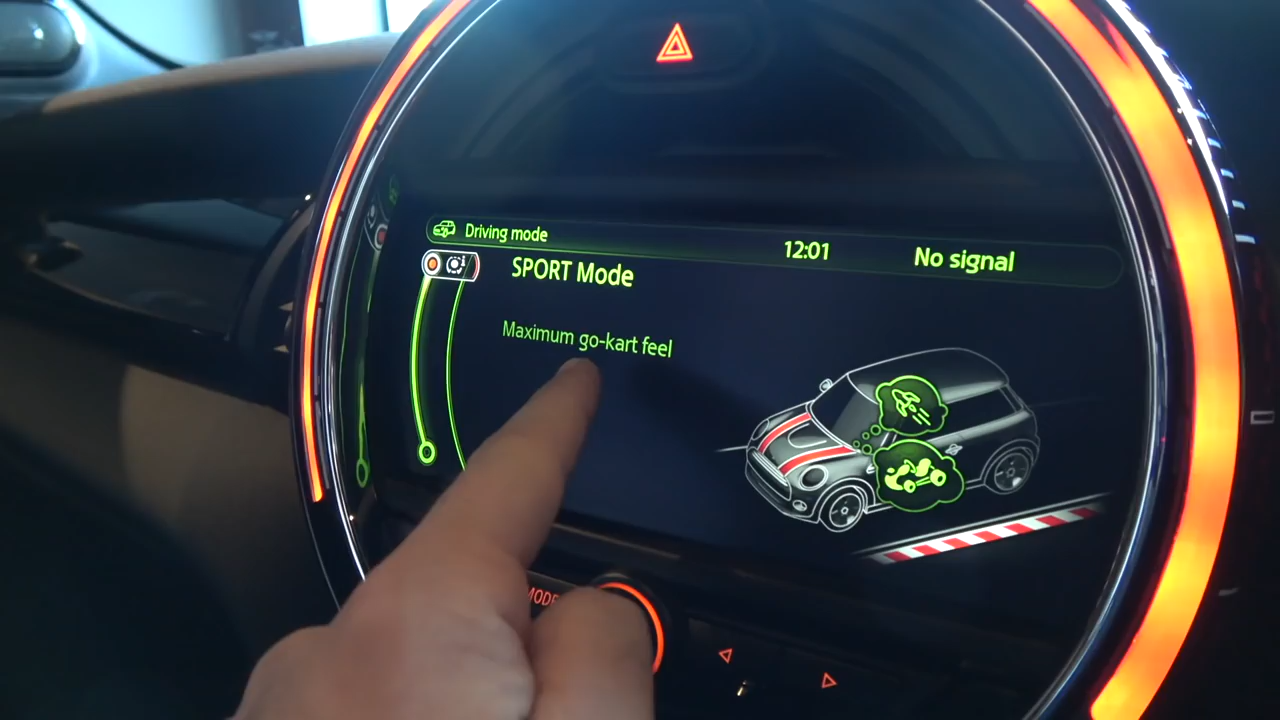 Driving mode
12:01
No signal
SPORT Mode
Maximum go-kart feel
MODE